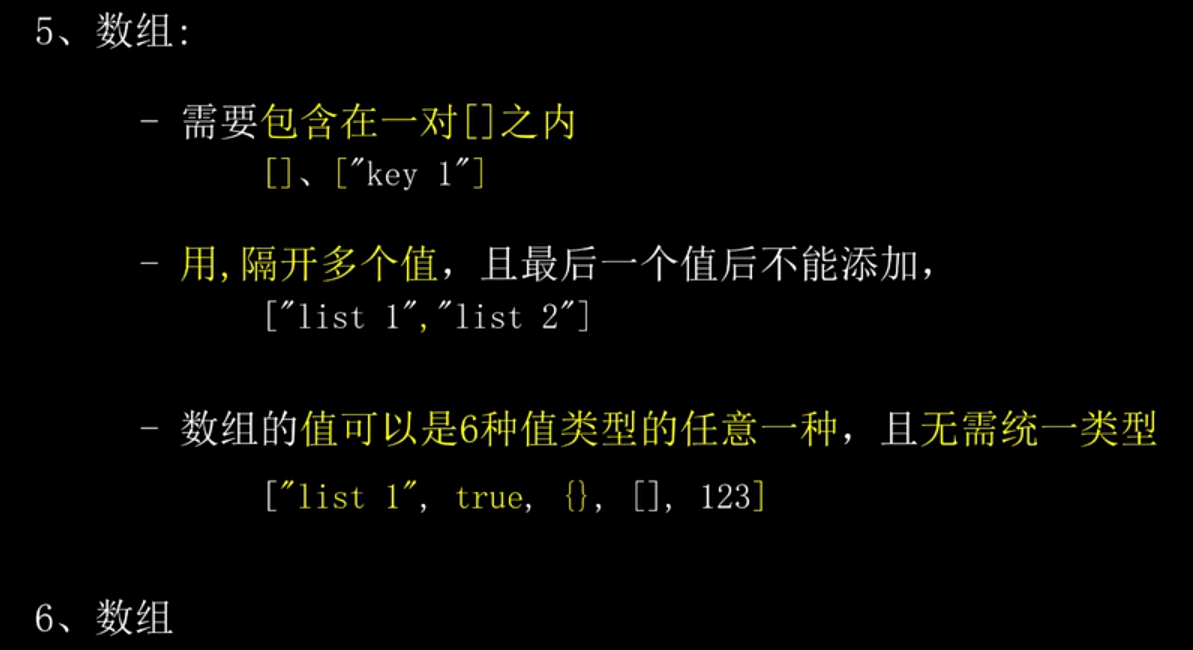 5、数组:
- 需要包含在一对[]之内
[]、["key 1"]
- 用,隔开多个值，且最后一个值后不能添加，
["list 1","list 2"]
- 数组的值可以是6种值类型的任意一种，且无需统一类型
["list 1", true, {}, [], 123]
6、数组